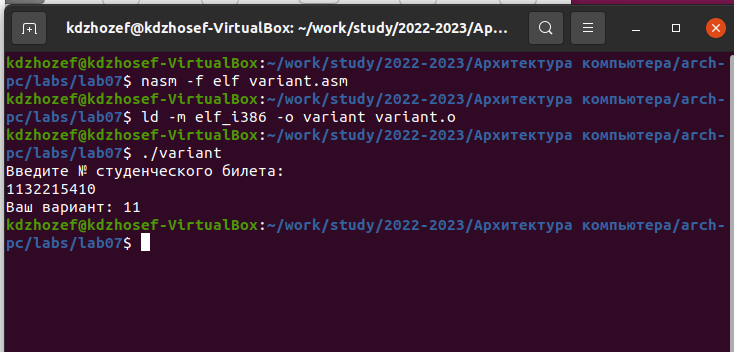 kdzhozef@kdzhosef-VirtualBox: ~/work/study/2022-2023/Ар...
kdzhozef@kdzhosef-VirtualBox:~/work/study/2022-2023/Архитектура компьютера/arch-
pc/labs/lab07$ nasm -f elf variant.asm
kdzhozef@kdzhosef-VirtualBox:~/work/study/2022-2023/Архитектура компьютера/arch-
pc/labs/lab07$ ld -m elf_i386 -o variant variant.o
kdzhozef@kdzhosef-VirtualBox:~/work/study/2022-2023/Архитектура компьютера/arch-
pc/labs/lab07$ ./variant
Введите № студенческого билета:
1132215410
Ваш вариант: 11
kdzhozef@kdzhosef-VirtualBox:~/work/study/2022-2023/Архитектура компьютера/arch-
pc/labs/lab07$